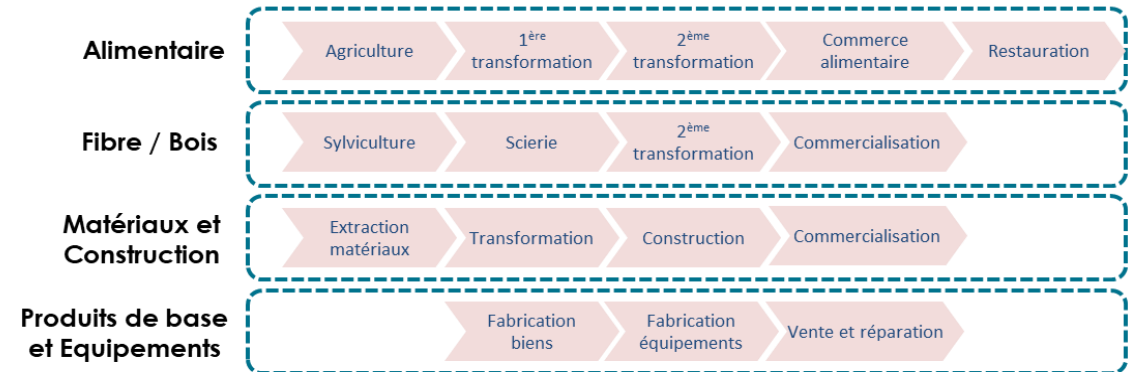 Alimentaire
Agriculture
1ère
transformation
2ème
transformation
Commerce
alimentaire
Restauration
Fibre / Bois
Sylviculture
Scierie
2ème
transformation
Commercialisation
Matériaux et
Construction
Extraction
matériaux
Transformation
Construction
Commercialisation
Produits de base
et Equipements
Fabrication
biens
Fabrication
équipements
Vente et réparation